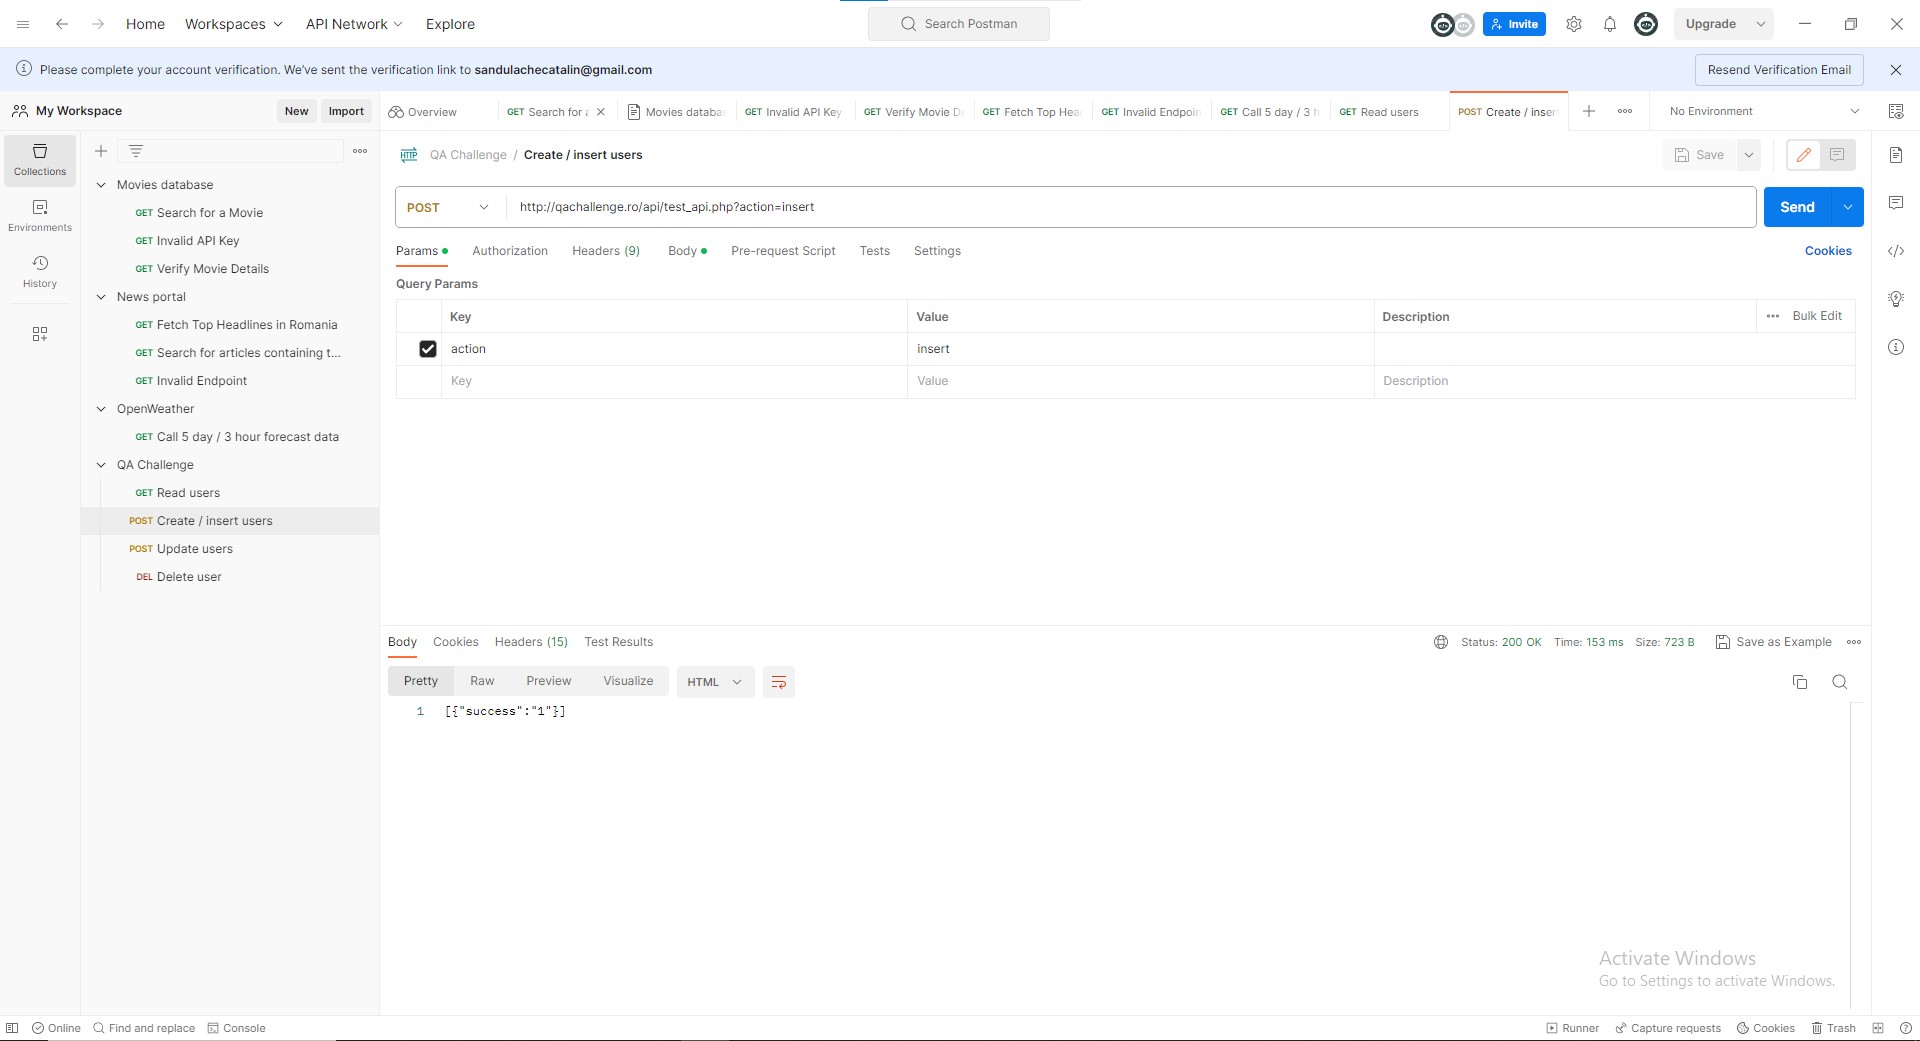 Home Workspaces API Network Explore Search Postman Invite Upgrade
Please complete your account verification. We've sent the verification link to sandulachecatalin@gmail.com Resend Verification Email
My Workspace New Import Overview GET Search for a Movies databa GET Invalid API Key GET Verify Movie D GET Fetch Top Hea GET Invalid Endpoin GET Call 5 day / 3 h GET Read users POST Create / inser No Environment
Collections
Environments
History
Movies database
GET Search for a Movie
GET Invalid API Key
GET Verify Movie Details
News portal
GET Fetch Top Headlines in Romania
GET Search for articles containing t...
GET Invalid Endpoint
OpenWeather
GET Call 5 day / 3 hour forecast data
QA Challenge
GET Read users
POST Create / insert users
POST Update users
DEL Delete user
HTTP QA Challenge / Create / insert users Save
POST http://qachallenge.ro/api/test_api.php?action=insert Send
Params Authorization Headers (9) Body Pre-request Script Tests Settings Cookies
Query Params
Key Value Description Bulk Edit
action insert
Key Value Description
Body Cookies Headers (15) Test Results Status: 200 OK Time: 153 ms Size: 723 B Save as Example
Pretty Raw Preview Visualize HTML
1 [{"success":"1"}]
Activate Windows
Go to Settings to activate Windows.
Online Find and replace Console Runner Capture requests Cookies Trash